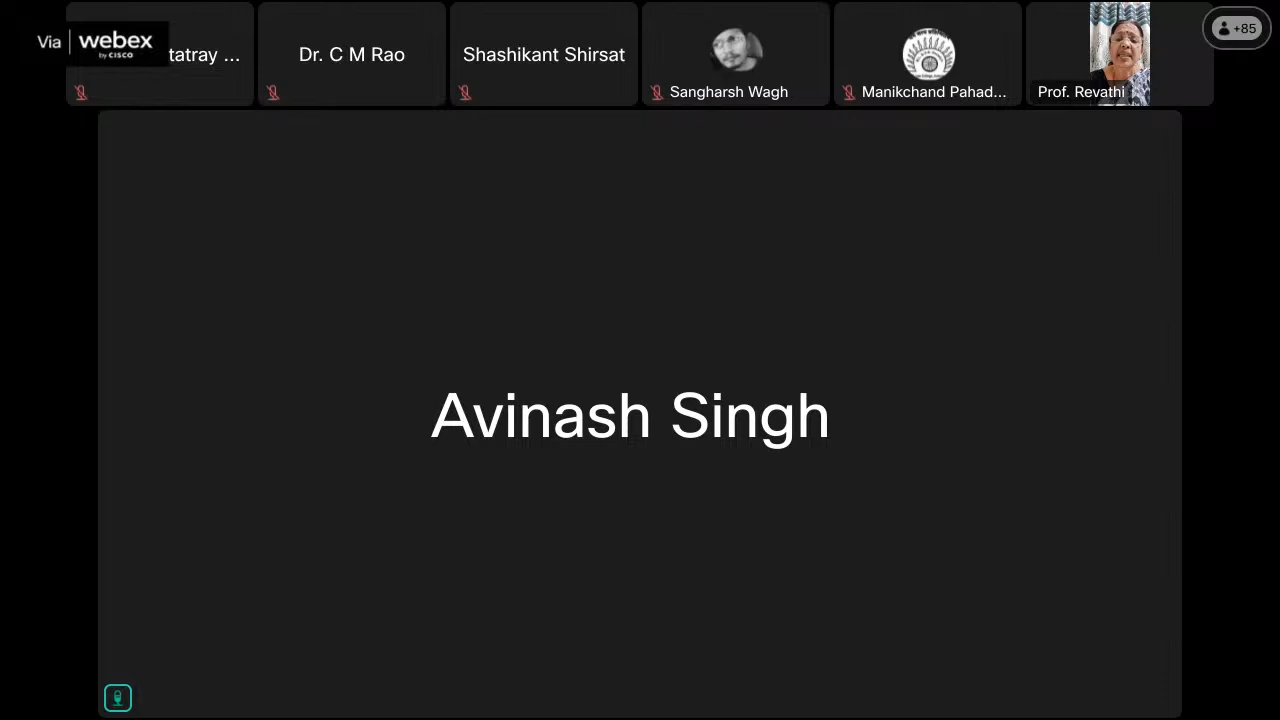 Via webex
by CISCO
tatray ...
Dr. C M Rao
Shashikant Shirsat
Sangharsh Wagh
Manikchand Pahad...
Prof. Revathi
+85
Avinash Singh